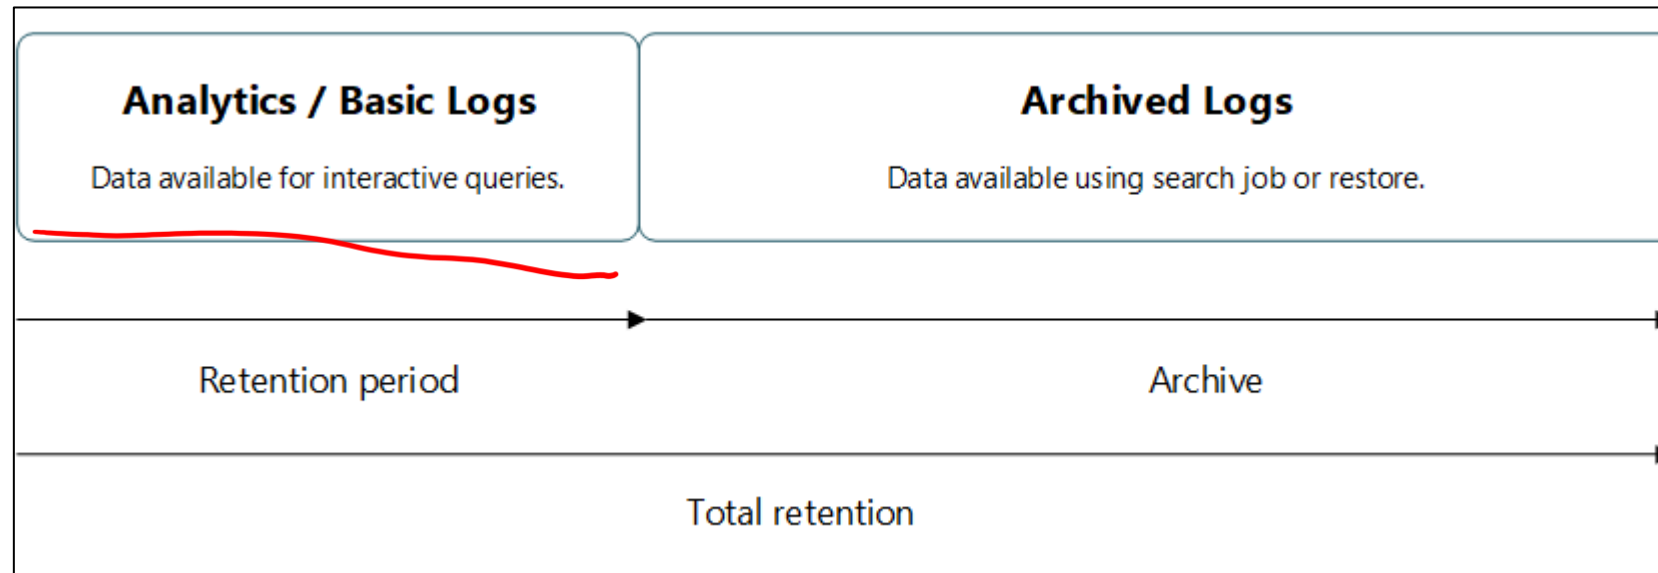 Analytics / Basic Logs
Data available for interactive queries.
Archived Logs
Data available using search job or restore.
Retention period
Archive
Total retention